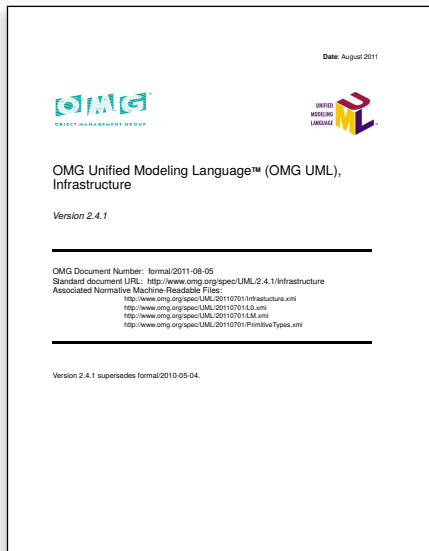 Date: August 2011
OMG®
OBJECT MANAGEMENT GROUP
UNIFIED
MODELING
LANGUAGE
UML
OMG Unified Modeling Language™ (OMG UML),
Infrastructure
Version 2.4.1
OMG Document Number: formal/2011-08-05
Standard document URL: http://www.omg.org/spec/UML/2.4.1/Infrastructure
Associated Normative Machine-Readable Files:
http://www.omg.org/spec/UML/20110701/Infrastucture.xmi
http://www.omg.org/spec/UML/20110701/L0.xmi
http://www.omg.org/spec/UML/20110701/LM.xmi
http://www.omg.org/spec/UML/20110701/PrimitiveTypes.xmi
Version 2.4.1 supersedes formal/2010-05-04.